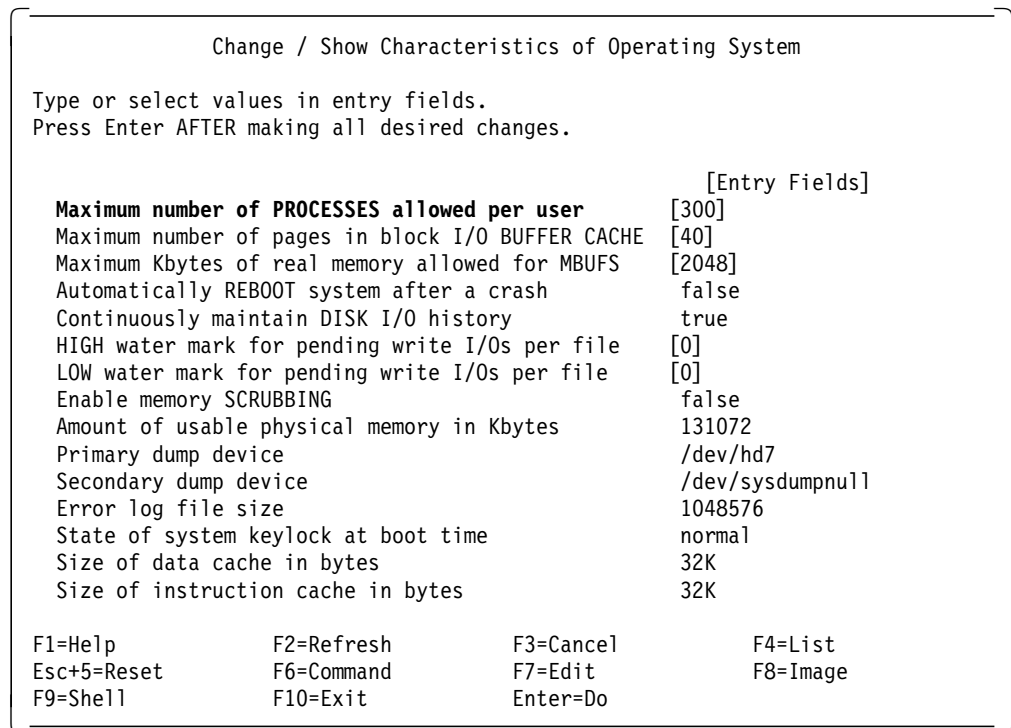 Change / Show Characteristics of Operating System
Type or select values in entry fields.
Press Enter AFTER making all desired changes.
[Entry Fields]
Maximum number of PROCESSES allowed per user [300]
Maximum number of pages in block I/O BUFFER CACHE [40]
Maximum Kbytes of real memory allowed for MBUFS [2048]
Automatically REBOOT system after a crash false
Continuously maintain DISK I/O history true
HIGH water mark for pending write I/Os per file [0]
LOW water mark for pending write I/Os per file [0]
Enable memory SCRUBBING false
Amount of usable physical memory in Kbytes 131072
Primary dump device /dev/hd7
Secondary dump device /dev/sysdumpnull
Error log file size 1048576
State of system keylock at boot time normal
Size of data cache in bytes 32K
Size of instruction cache in bytes 32K
F1=Help F2=Refresh F3=Cancel F4=List
Esc+5=Reset F6=Command F7=Edit F8=Image
F9=Shell F10=Exit Enter=Do